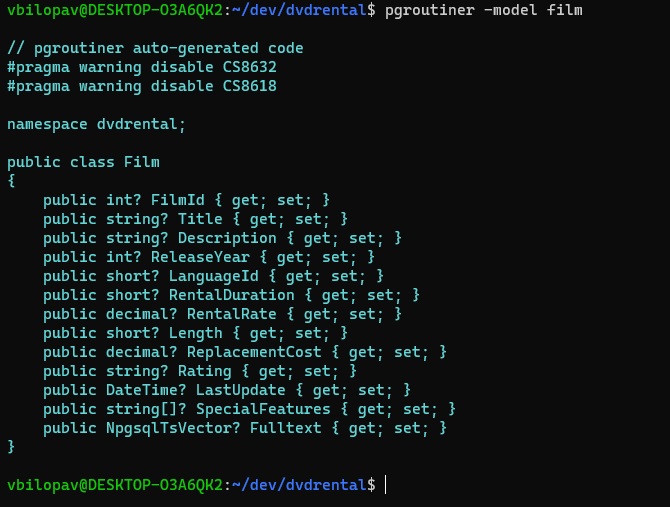 vbilopav@DESKTOP-O3A6QK2:~/dev/dvdrental$ pgroutiner -model film
// pgroutiner auto-generated code
#pragma warning disable CS8632
#pragma warning disable CS8618
namespace dvdrental;
public class Film
{
    public int? FilmId { get; set; }
    public string? Title { get; set; }
    public string? Description { get; set; }
    public int? ReleaseYear { get; set; }
    public short? LanguageId { get; set; }
    public short? RentalDuration { get; set; }
    public decimal? RentalRate { get; set; }
    public short? Length { get; set; }
    public decimal? ReplacementCost { get; set; }
    public string? Rating { get; set; }
    public DateTime? LastUpdate { get; set; }
    public string[]? SpecialFeatures { get; set; }
    public NpgsqlTsVector? Fulltext { get; set; }
}
vbilopav@DESKTOP-O3A6QK2:~/dev/dvdrental$